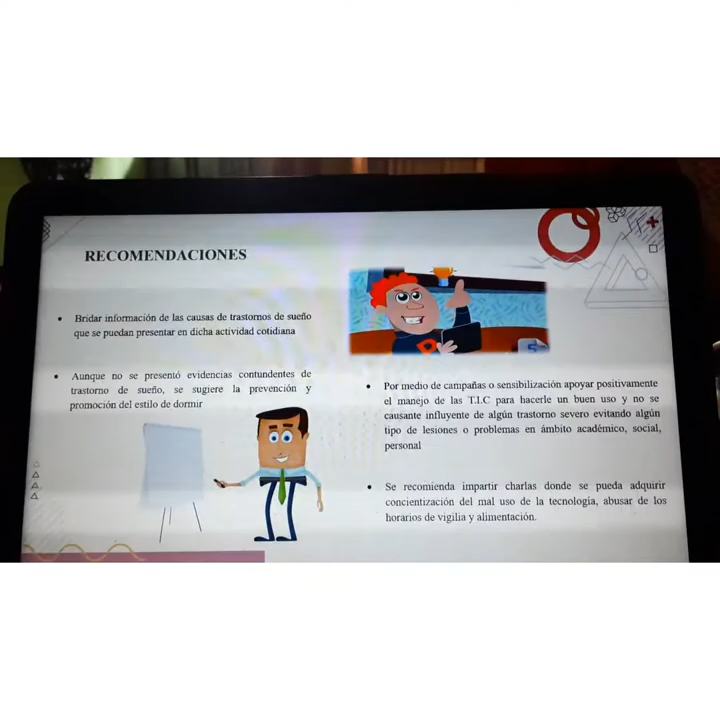 RECOMENDACIONES
• Bridar información de las causas de trastornos de sueño
que se puedan presentar en dicha actividad cotidiana
• Aunque no se presentó evidencias contundentes de
trastorno de sueño, se sugiere la prevención y
promoción del estilo de dormir
• Por medio de campañas o sensibilización apoyar positivamente
el manejo de las T.I.C para hacerle un buen uso y no se
causante influyente de algún trastorno severo evitando algún
tipo de lesiones o problemas en ámbito académico, social,
personal
• Se recomienda impartir charlas donde se pueda adquirir
concientización del mal uso de la tecnología, abusar de los
horarios de vigilia y alimentación.